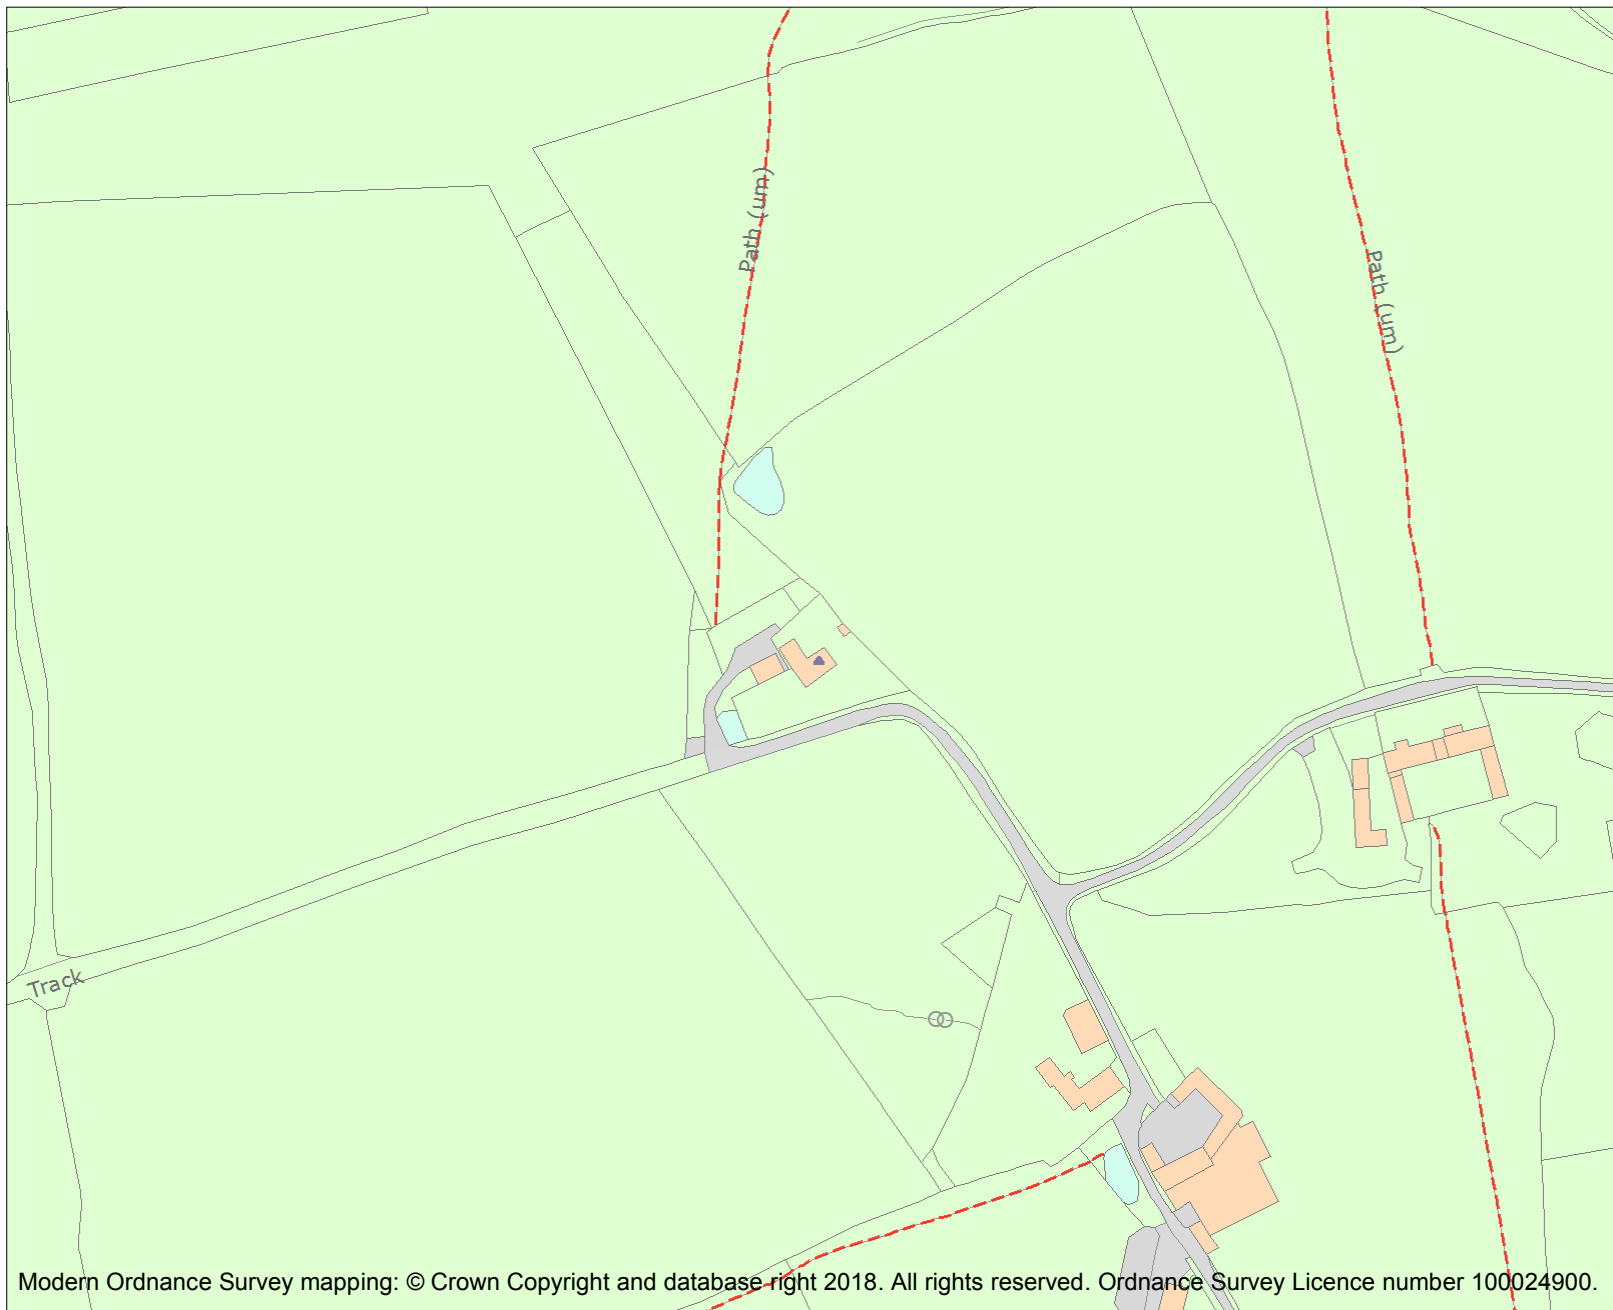 Path (um)
Path (um)
Track
Modern Ordnance Survey mapping: © Crown Copyright and database right 2018. All rights reserved. Ordnance Survey Licence number 100024900.